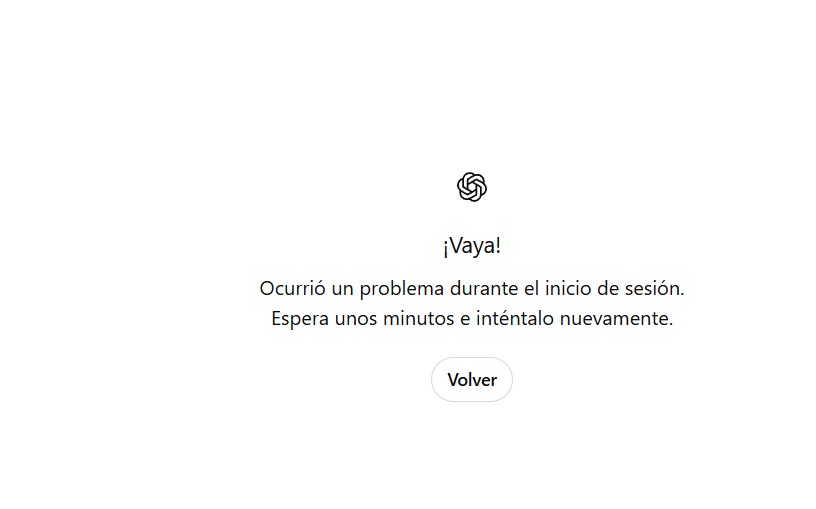 ¡Vaya!
Ocurrió un problema durante el inicio de sesión.
Espera unos minutos e inténtalo nuevamente.
Volver